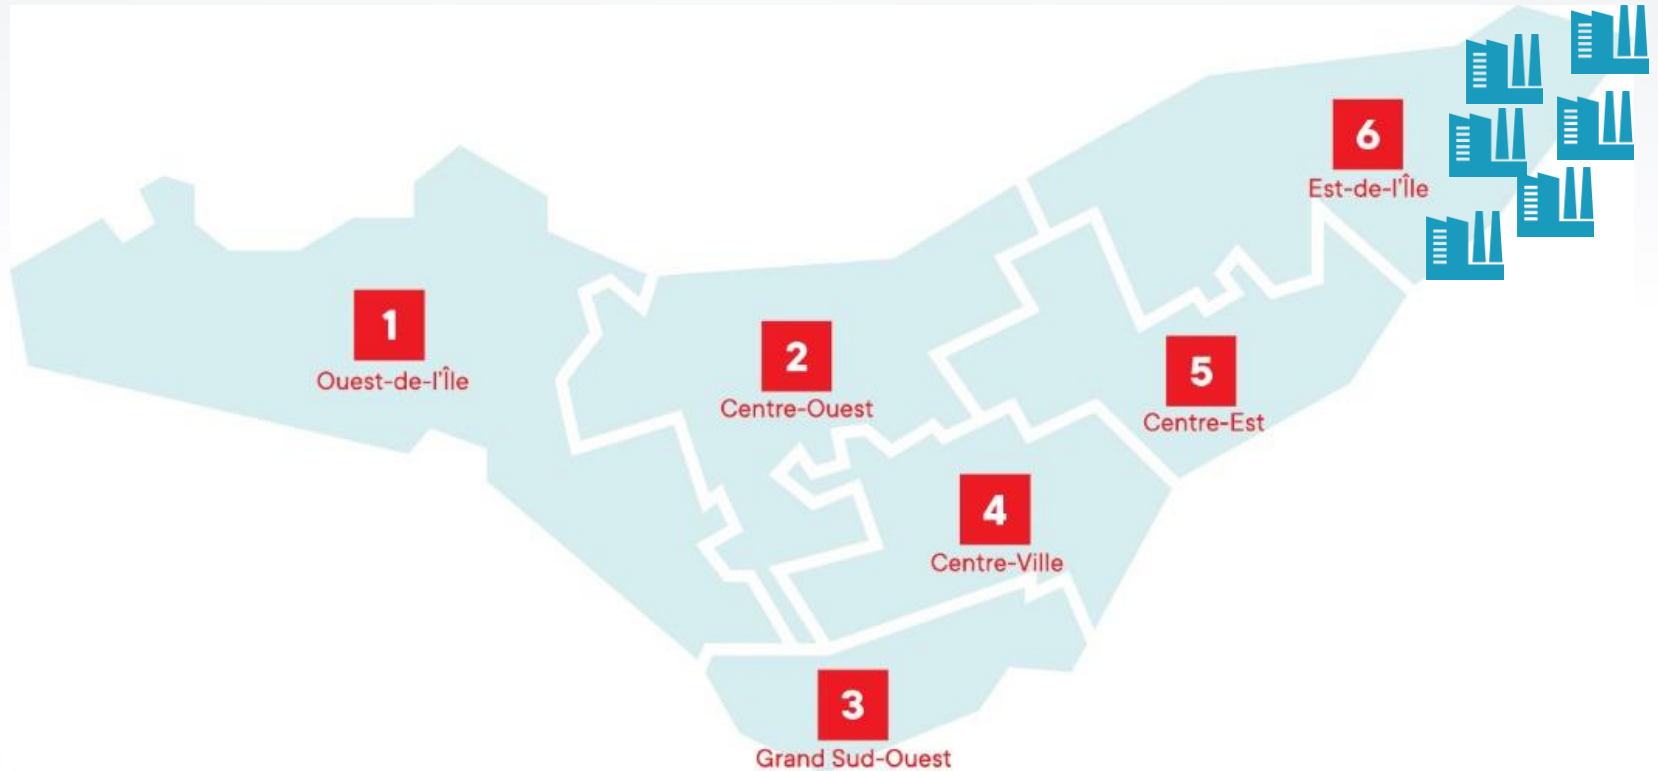 1
Ouest-de-l'Île
2
Centre-Ouest
3
Grand Sud-Ouest
4
Centre-Ville
5
Centre-Est
6
Est-de-l'Île